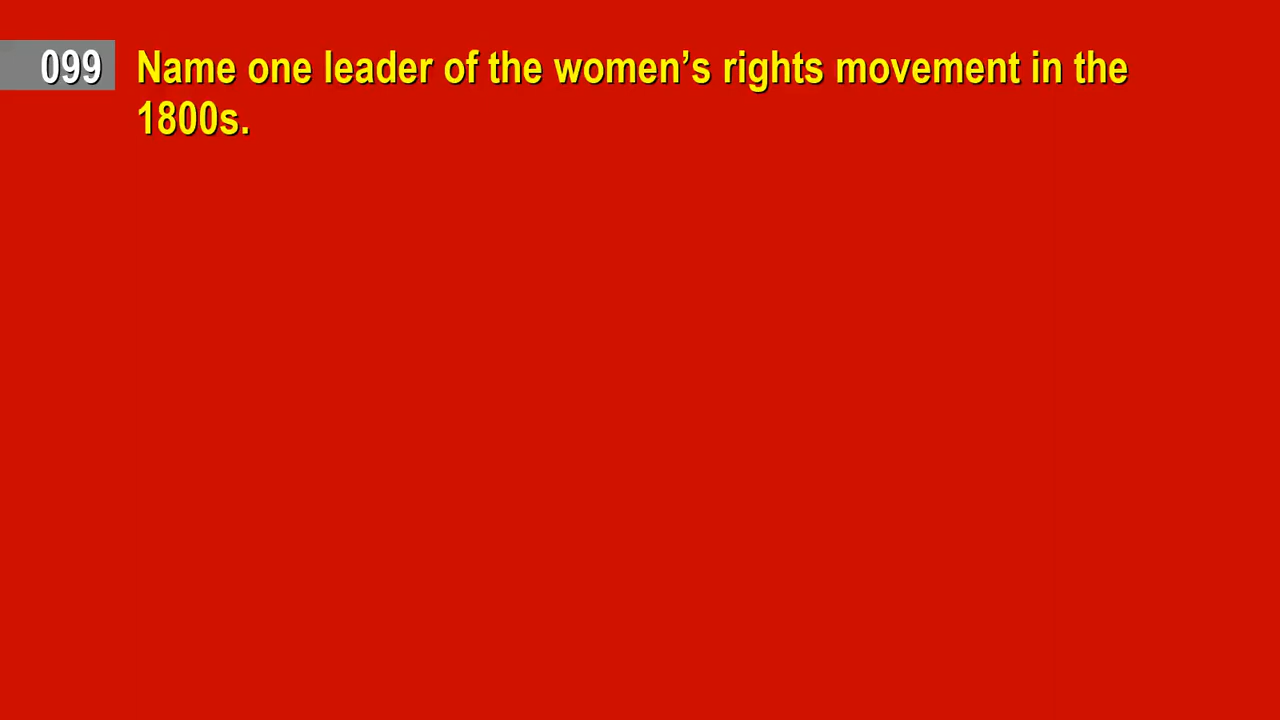 099 Name one leader of the women’s rights movement in the
1800s.